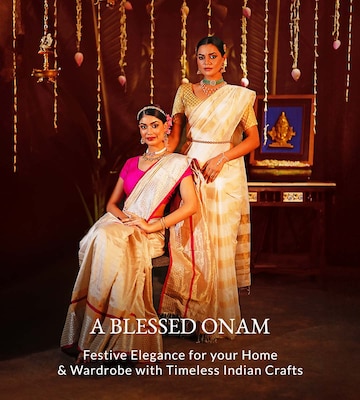 A BLESSED ONAM
Festive Elegance for your Home
& Wardrobe with Timeless Indian Crafts